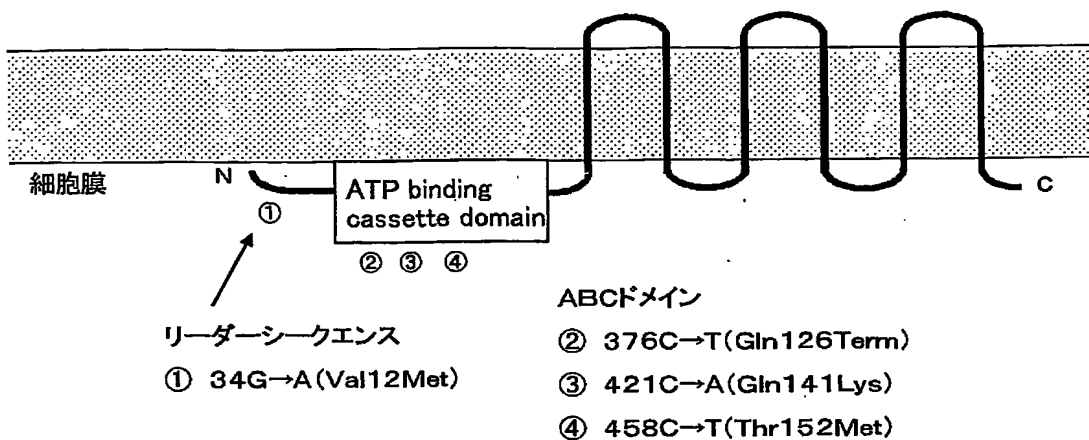 細胞膜
N
ATP binding
cassette domain
C
①
② ③ ④
リーダーシークエンス
① 34G→A(Val12Met)
ABCドメイン
② 376C→T(Gln126Term)
③ 421C→A(Gln141Lys)
④ 458C→T(Thr152Met)